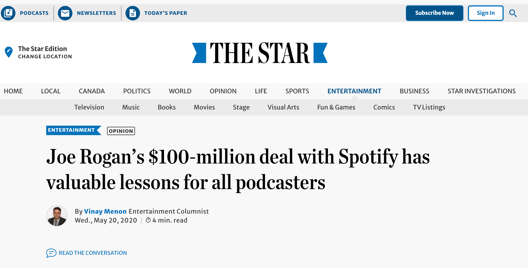 PODCASTS NEWSLETTERS TODAY'S PAPER Subscribe Now Sign In
The Star Edition
CHANGE LOCATION
THE STAR
HOME LOCAL CANADA POLITICS WORLD OPINION LIFE SPORTS ENTERTAINMENT BUSINESS STAR INVESTIGATIONS
Television Music Books Movies Stage Visual Arts Fun & Games Comics TV Listings
ENTERTAINMENT OPINION
Joe Rogan’s $100-million deal with Spotify has
valuable lessons for all podcasters
By Vinay Menon Entertainment Columnist
Wed., May 20, 2020 4 min. read
READ THE CONVERSATION